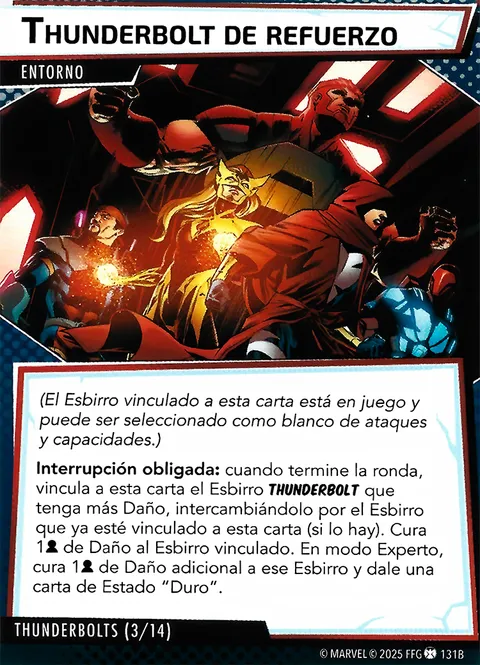 THUNDERBOLT DE REFUERZO
ENTORNO
(El Esbirro vinculado a esta carta está en juego y
puede ser seleccionado como blanco de ataques
y capacidades.)
Interrupción obligada: cuando termine la ronda,
vincula a esta carta el Esbirro THUNDERBOLT que
tenga más Daño, intercambiándolo por el Esbirro
que ya esté vinculado a esta carta (si lo hay). Cura
1 de Daño al Esbirro vinculado. En modo Experto,
cura 1 de Daño adicional a ese Esbirro y dale una
carta de Estado "Duro".
THUNDERBOLTS (3/14)
© MARVEL © 2025 FFG 131B